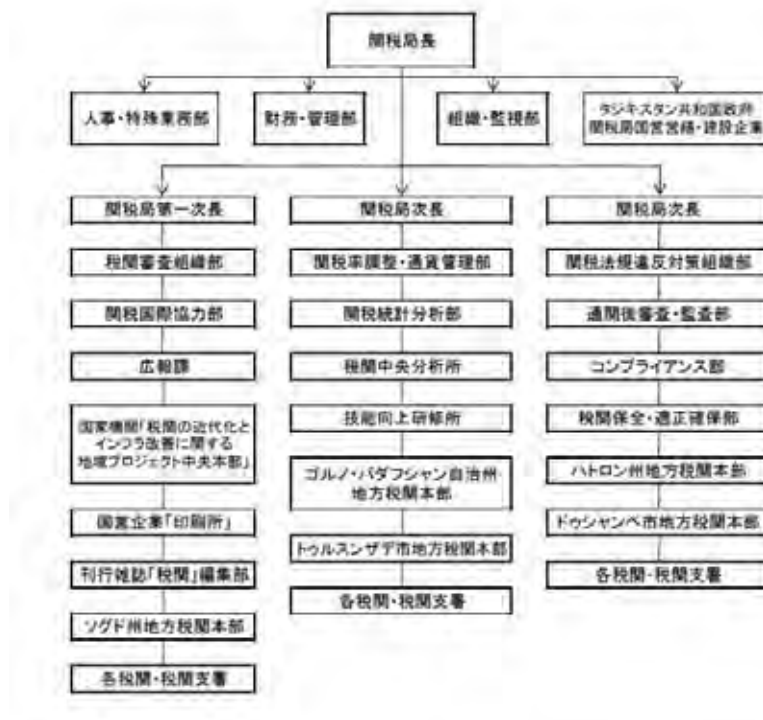 関税局長
人事・特殊業務部
財務・管理部
組織・監視部
タジキスタン共和国政府
関税局国営営繕・建設企業
関税局第一次長
税関審査組織部
関税国際協力部
広報課
国家機関「税関の近代化と
インフラ改善に関する
地域プロジェクト中央本部」
国営企業「印刷所」
刊行雑誌「税関」編集部
ソグド州地方税関本部
各税関・税関支署
関税局次長
関税率調整・通貨管理部
関税統計分析部
税関中央分析所
技能向上研修所
ゴルノ・バダフシャン自治州
地方税関本部
トゥルスンザデ市地方税関本部
各税関・税関支署
関税局次長
関税法規違反対策組織部
通関後審査・監査部
コンプライアンス部
税関保全・適正確保部
ハトロン州地方税関本部
ドゥシャンベ市地方税関本部
各税関・税関支署